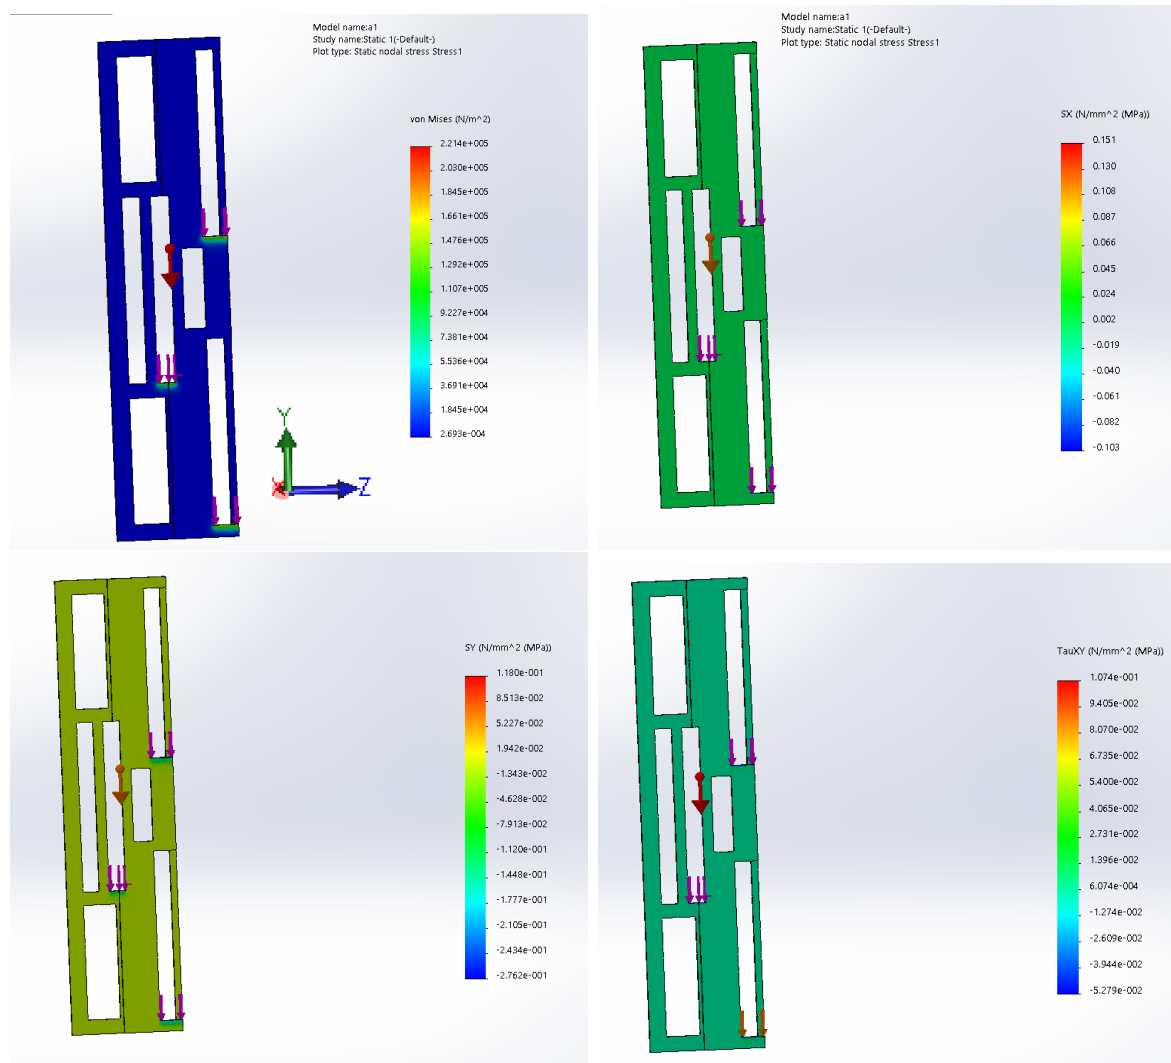 Model name:a1
Study name:Static 1(-Default-)
Plot type: Static nodal stress Stress1
von Mises (N/m^2)
2.214e+005
2.030e+005
1.845e+005
1.661e+005
1.476e+005
1.292e+005
1.107e+005
9.227e+004
7.381e+004
5.536e+004
3.691e+004
1.845e+004
2.693e-004
Y
Z
Model name:a1
Study name:Static 1(-Default-)
Plot type: Static nodal stress Stress1
SX (N/mm^2 (MPa))
0.151
0.130
0.108
0.087
0.066
0.045
0.024
0.002
-0.019
-0.040
-0.061
-0.082
-0.103
SY (N/mm^2 (MPa))
1.180e-001
8.513e-002
5.227e-002
1.942e-002
-1.343e-002
-4.628e-002
-7.913e-002
-1.120e-001
-1.448e-001
-1.777e-001
-2.105e-001
-2.434e-001
-2.762e-001
TauXY (N/mm^2 (MPa))
1.074e-001
9.405e-002
8.070e-002
6.735e-002
5.400e-002
4.065e-002
2.731e-002
1.396e-002
6.074e-004
-1.274e-002
-2.609e-002
-3.944e-002
-5.279e-002